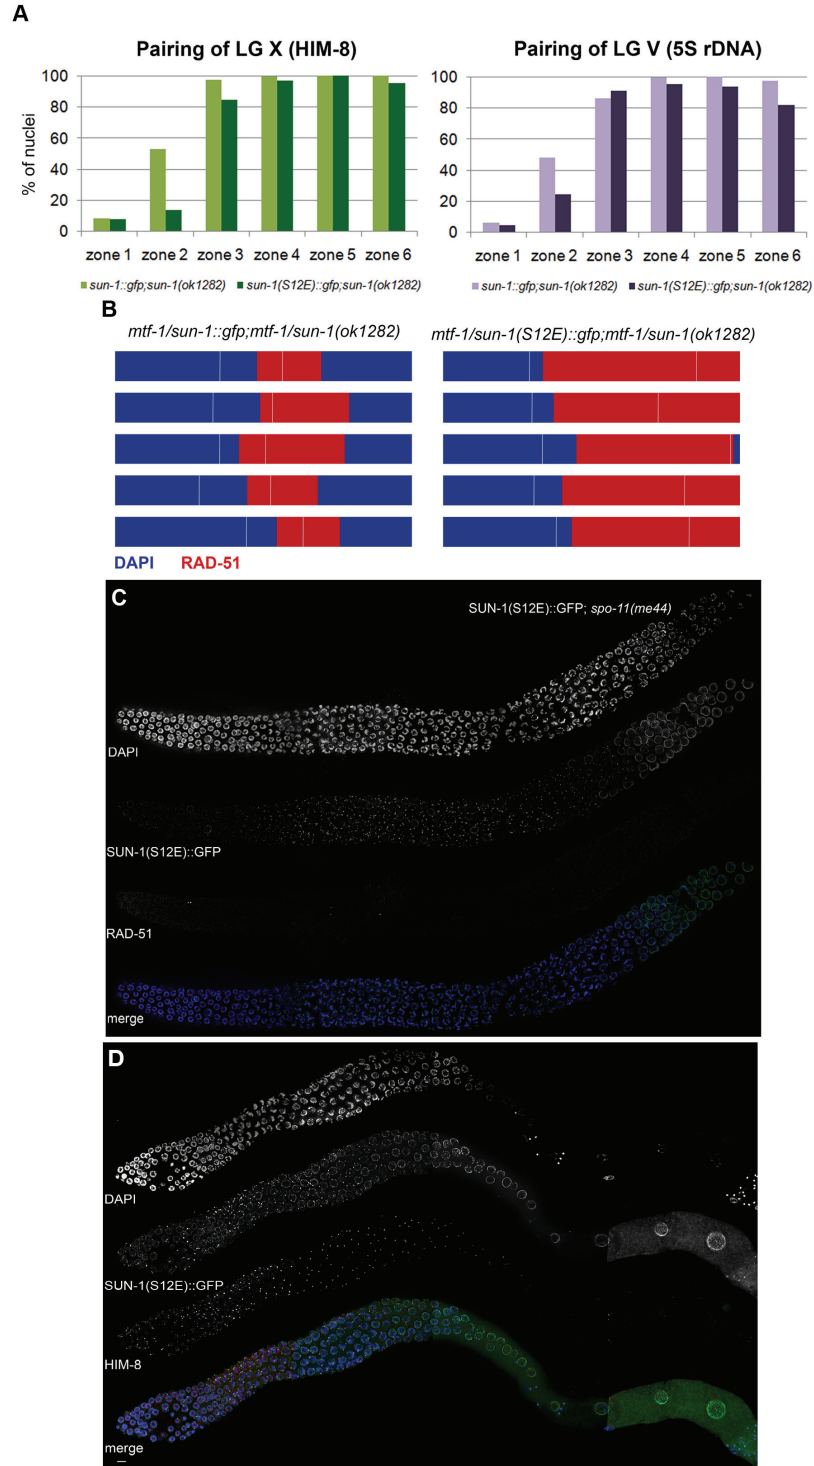 A
Pairing of LG X (HIM-8)
% of nuclei
100
80
60
40
20
0
zone 1 zone 2 zone 3 zone 4 zone 5 zone 6
sun-1::gfp;sun-1(ok1282) sun-1(S12E)::gfp;sun-1(ok1282)
Pairing of LG V (5S rDNA)
100
80
60
40
20
0
zone 1 zone 2 zone 3 zone 4 zone 5 zone 6
sun-1::gfp;sun-1(ok1282) sun-1(S12E)::gfp;sun-1(ok1282)
B
mtf-1/sun-1::gfp;mtf-1/sun-1(ok1282)
mtf-1/sun-1(S12E)::gfp;mtf-1/sun-1(ok1282)
DAPI RAD-51
C
SUN-1(S12E)::GFP; spo-11(me44)
DAPI
SUN-1(S12E)::GFP
RAD-51
merge
D
DAPI
SUN-1(S12E)::GFP
HIM-8
merge